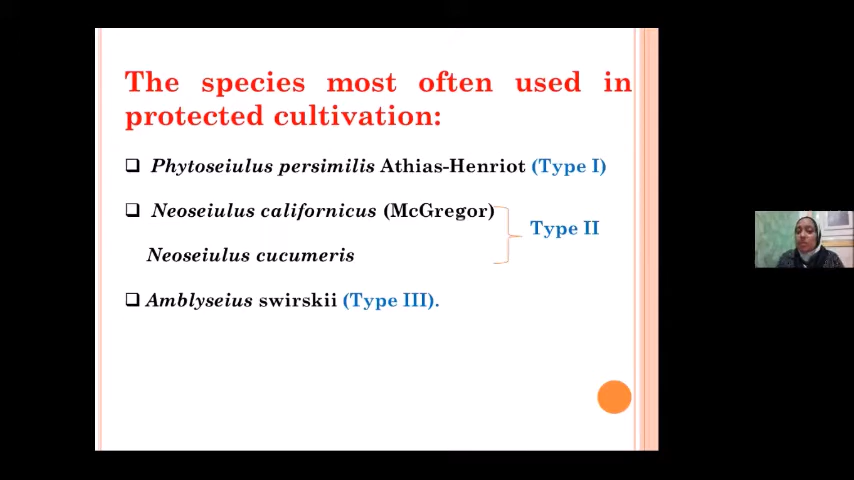 The species most often used in
protected cultivation:
Phytoseiulus persimilis Athias-Henriot (Type I)
Neoseiulus californicus (McGregor)
Type II
Neoseiulus cucumeris
Amblyseius swirskii (Type III).